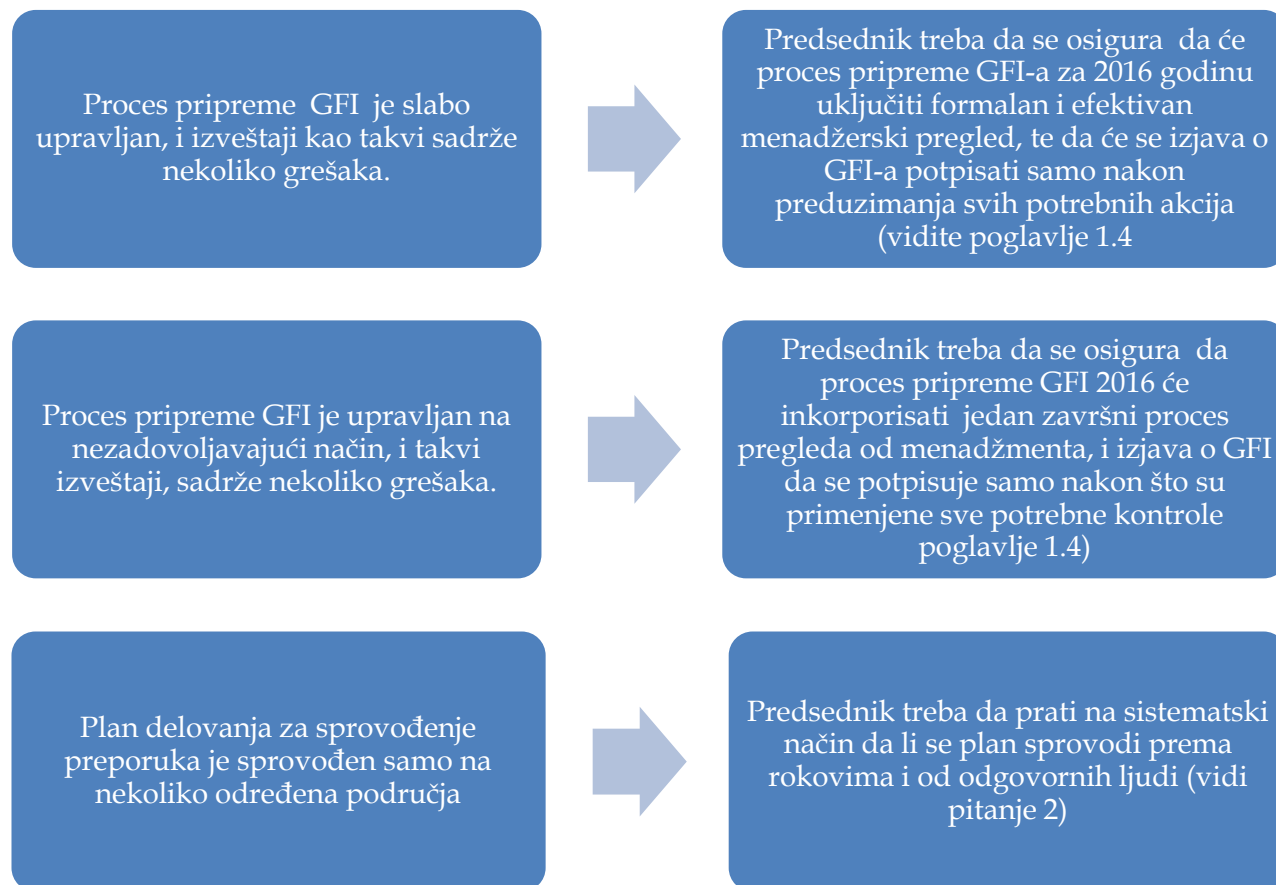 Proces pripreme  GFI  je slabo
upravljan, i izveštaji kao takvi sadrže
nekoliko grešaka.
Predsednik treba da se osigura  da će
proces pripreme GFI-a za 2016 godinu
uključiti formalan i efektivan
menadžerski pregled, te da će se izjava o
GFI-a potpisati samo nakon
preduzimanja svih potrebnih akcija
(vidite poglavlje 1.4
Proces pripreme GFI je upravljan na
nezadovoljavajući način, i takvi
izveštaji, sadrže nekoliko grešaka.
Predsednik treba da se osigura  da
proces pripreme GFI 2016 će
inkorporisati  jedan završni proces
pregleda od menadžmenta, i izjava o GFI
da se potpisuje samo nakon što su
primenjene sve potrebne kontrole
poglavlje 1.4)
Plan delovanja za sprovođenje
preporuka je sprovođen samo na
nekoliko određena područja
Predsednik treba da prati na sistematski
način da li se plan sprovodi prema
rokovima i od odgovornih ljudi (vidi
pitanje 2)